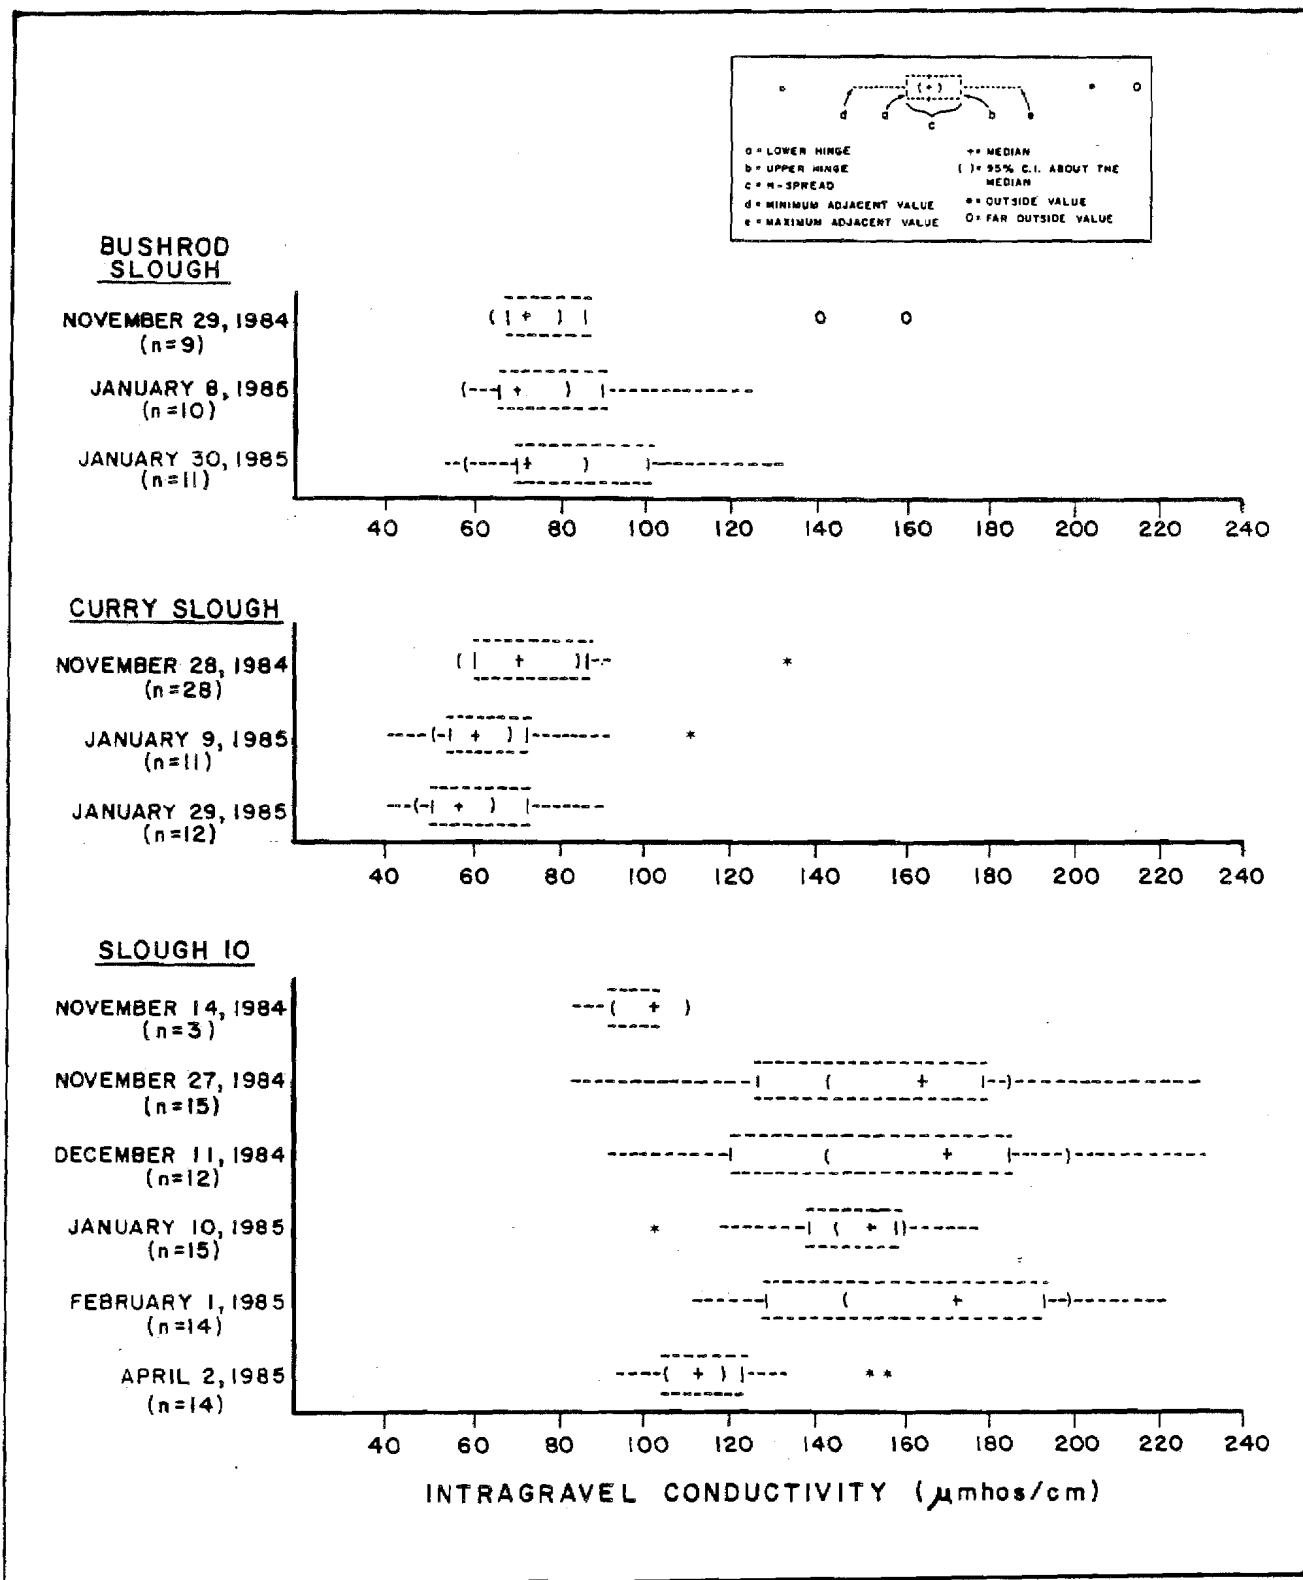 a = LOWER HINGE
b = UPPER HINGE
c = H-SPREAD
d = MINIMUM ADJACENT VALUE
e = MAXIMUM ADJACENT VALUE
+ = MEDIAN
( ) = 95% C.I. ABOUT THE
MEDIAN
* = OUTSIDE VALUE
O = FAR OUTSIDE VALUE
d a c b e
BUSHROD
SLOUGH
NOVEMBER 29, 1984
(n=9)
JANUARY 8, 1985
(n=10)
JANUARY 30, 1985
(n=11)
40 60 80 100 120 140 160 180 200 220 240
CURRY SLOUGH
NOVEMBER 28, 1984
(n=28)
JANUARY 9, 1985
(n=11)
JANUARY 29, 1985
(n=12)
40 60 80 100 120 140 160 180 200 220 240
SLOUGH 10
NOVEMBER 14, 1984
(n=3)
NOVEMBER 27, 1984
(n=15)
DECEMBER 11, 1984
(n=12)
JANUARY 10, 1985
(n=15)
FEBRUARY 1, 1985
(n=14)
APRIL 2, 1985
(n=14)
40 60 80 100 120 140 160 180 200 220 240
INTRAGRAVEL CONDUCTIVITY (μmhos/cm)